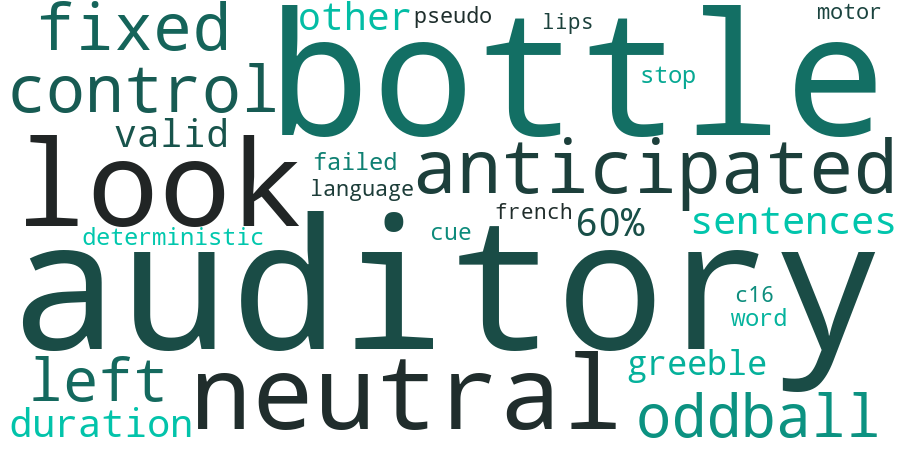 fixed
other
pseudo
lips
motor
bottle
control
stop
valid
look
failed
anticipated
language
french
60%
sentences
deterministic
cue
auditory
c16
word
left
neutral
greeble
duration
oddball